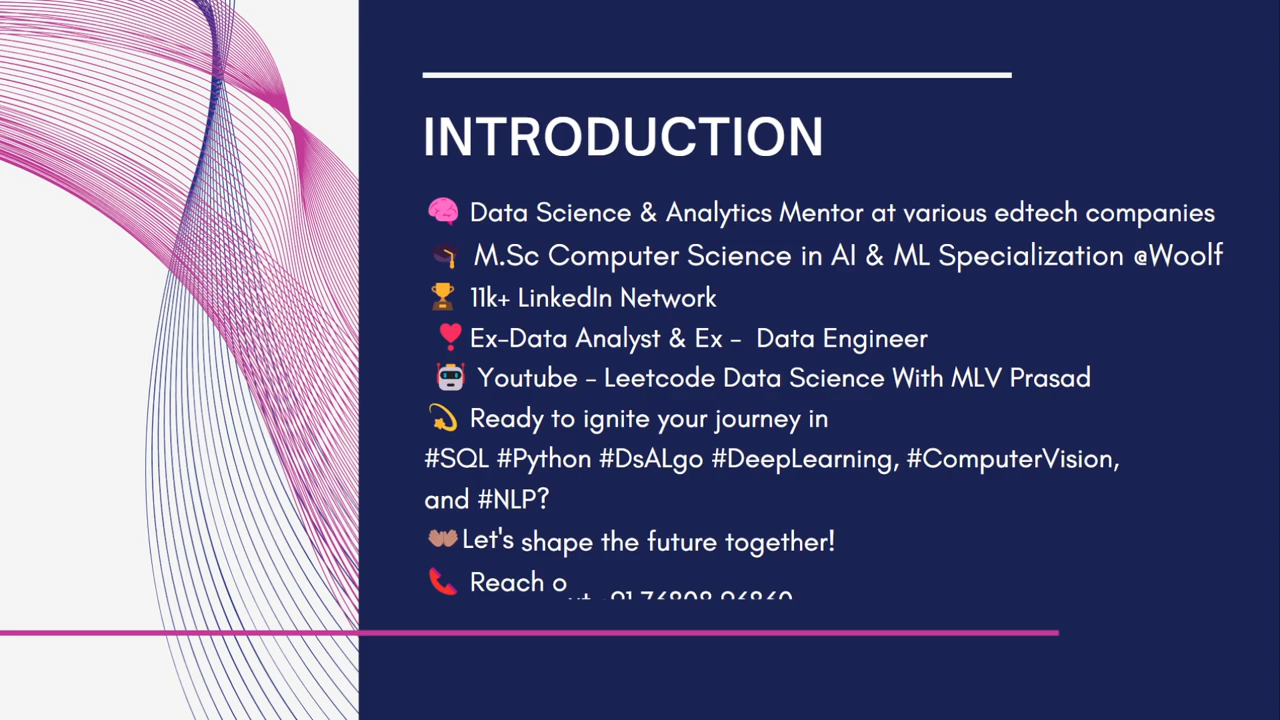 INTRODUCTION
🧠 Data Science & Analytics Mentor at various edtech companies
🎓 M.Sc Computer Science in AI & ML Specialization @Woolf
🏆 11k+ LinkedIn Network
❣️Ex-Data Analyst & Ex - Data Engineer
🤖 Youtube - Leetcode Data Science With MLV Prasad
💫 Ready to ignite your journey in
#SQL #Python #DsALgo #DeepLearning, #ComputerVision,
and #NLP?
👐🏽Let's shape the future together!
📞 Reach o